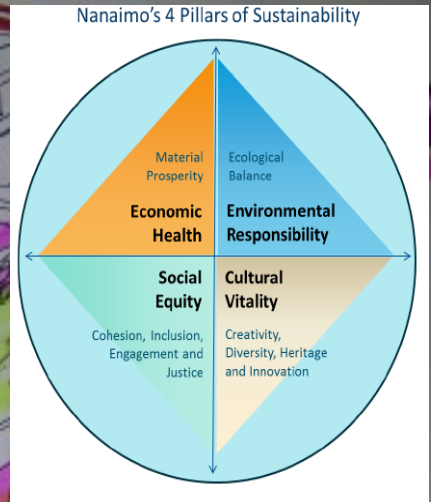 Nanaimo's 4 Pillars of Sustainability
Material
Prosperity
Economic
Health
Ecological
Balance
Environmental
Responsibility
Social
Equity
Cohesion, Inclusion,
Engagement and
Justice
Cultural
Vitality
Creativity,
Diversity, Heritage
and Innovation